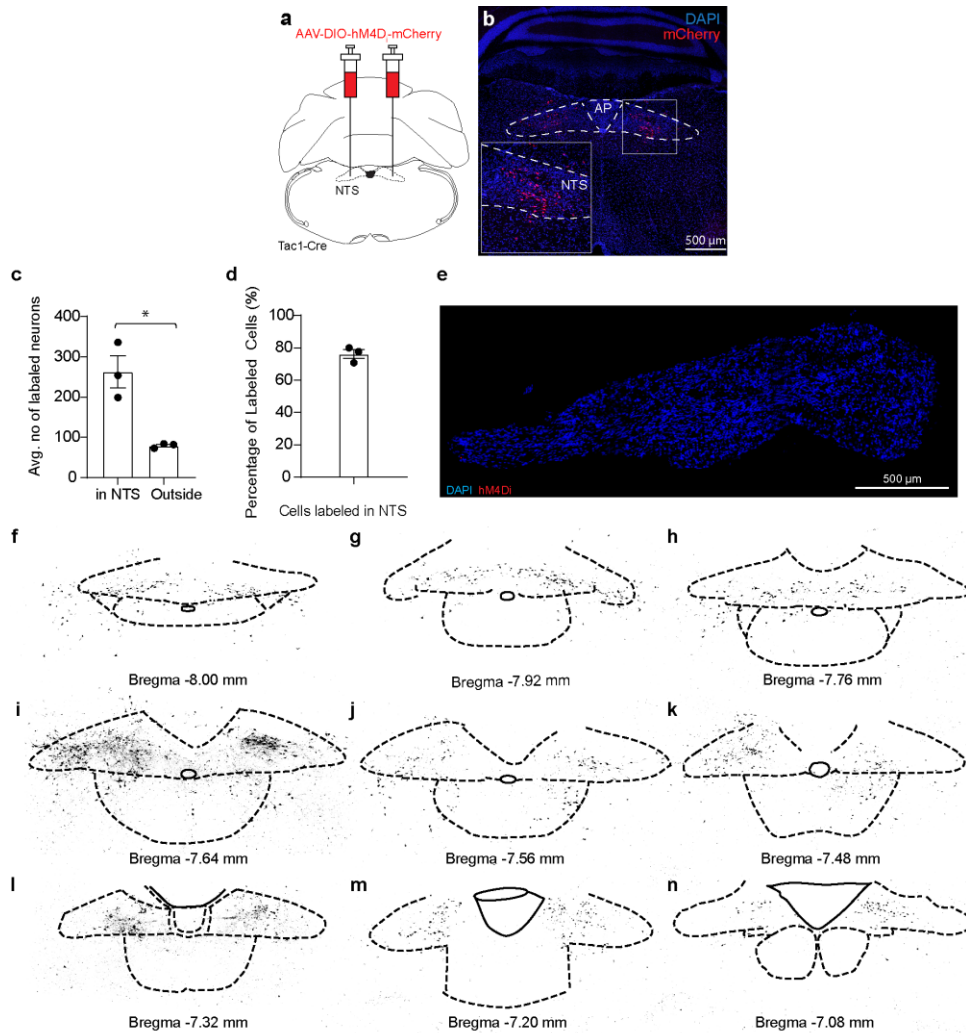 a
AAV-DIO-hM4Di-mCherry
NTS
Tac1-Cre
b
DAPI
mCherry
AP
NTS
500 µm
c
Avg. no of labaled neurons
400
300
200
100
0
in NTS Outside
*
d
Percentage of Labeled Cells (%)
100
80
60
40
20
0
Cells labeled in NTS
e
DAPI hM4Di
500 µm
f
Bregma -8.00 mm
g
Bregma -7.92 mm
h
Bregma -7.76 mm
i
Bregma -7.64 mm
j
Bregma -7.56 mm
k
Bregma -7.48 mm
l
Bregma -7.32 mm
m
Bregma -7.20 mm
n
Bregma -7.08 mm